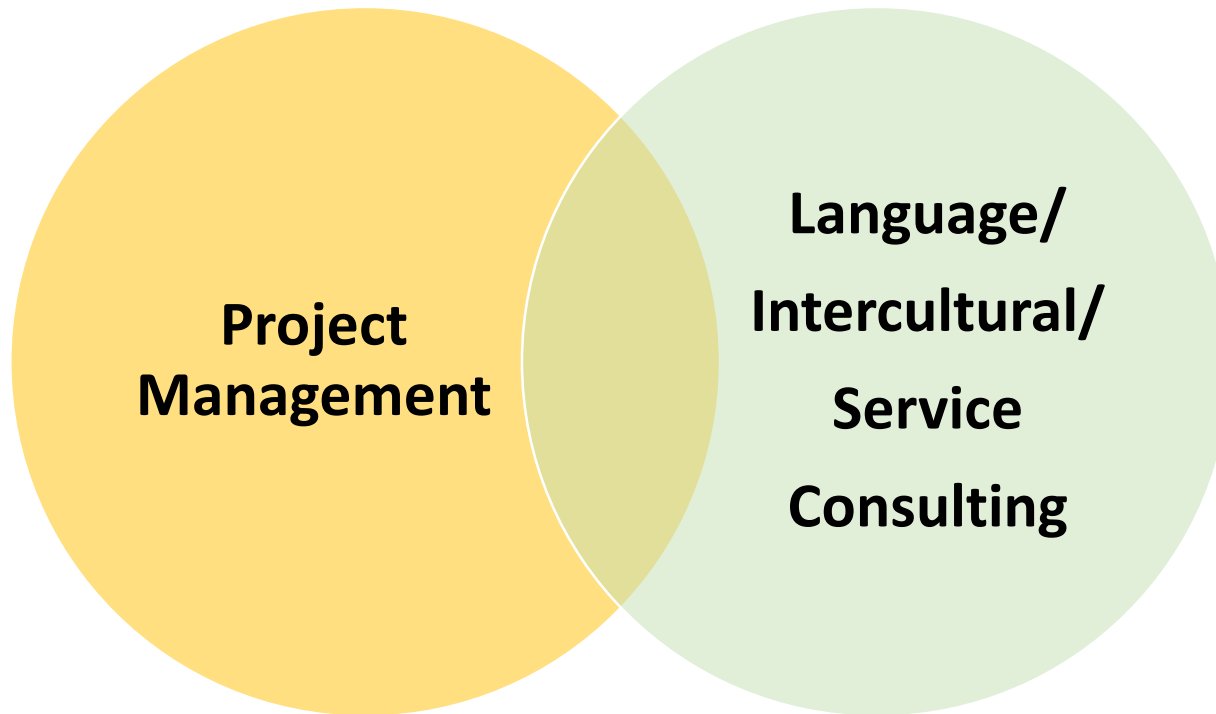 Project
Management
Language/
Intercultural/
Service
Consulting